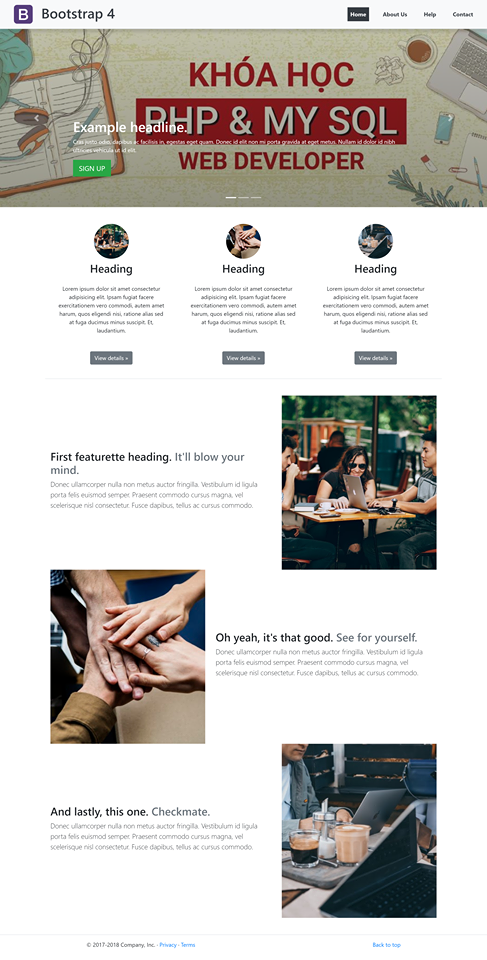 B Bootstrap 4
Home About Us Help Contact
KHÓA HỌC
PHP & MY SQL
WEB DEVELOPER
Example headline.
Cras justo odio, dapibus ac facilisis in, egestas eget quam. Donec id elit non mi porta gravida at eget metus. Nullam id dolor id nibh
ultricies vehicula ut id elit.
SIGN UP
Heading
Lorem ipsum dolor sit amet consectetur
adipisicing elit. Ipsam fugiat facere
exercitationem vero commodi, autem amet
harum, quos eligendi nisi, ratione alias sed
at fuga ducimus minus suscipit. Et,
laudantium.
View details »
Heading
Lorem ipsum dolor sit amet consectetur
adipisicing elit. Ipsam fugiat facere
exercitationem vero commodi, autem amet
harum, quos eligendi nisi, ratione alias sed
at fuga ducimus minus suscipit. Et,
laudantium.
View details »
Heading
Lorem ipsum dolor sit amet consectetur
adipisicing elit. Ipsam fugiat facere
exercitationem vero commodi, autem amet
harum, quos eligendi nisi, ratione alias sed
at fuga ducimus minus suscipit. Et,
laudantium.
View details »
First featurette heading. It'll blow your
mind.
Donec ullamcorper nulla non metus auctor fringilla. Vestibulum id ligula
porta felis euismod semper. Praesent commodo cursus magna, vel
scelerisque nisl consectetur. Fusce dapibus, tellus ac cursus commodo.
Oh yeah, it's that good. See for yourself.
Donec ullamcorper nulla non metus auctor fringilla. Vestibulum id ligula
porta felis euismod semper. Praesent commodo cursus magna, vel
scelerisque nisl consectetur. Fusce dapibus, tellus ac cursus commodo.
And lastly, this one. Checkmate.
Donec ullamcorper nulla non metus auctor fringilla. Vestibulum id ligula
porta felis euismod semper. Praesent commodo cursus magna, vel
scelerisque nisl consectetur. Fusce dapibus, tellus ac cursus commodo.
© 2017-2018 Company, Inc. · Privacy · Terms
Back to top